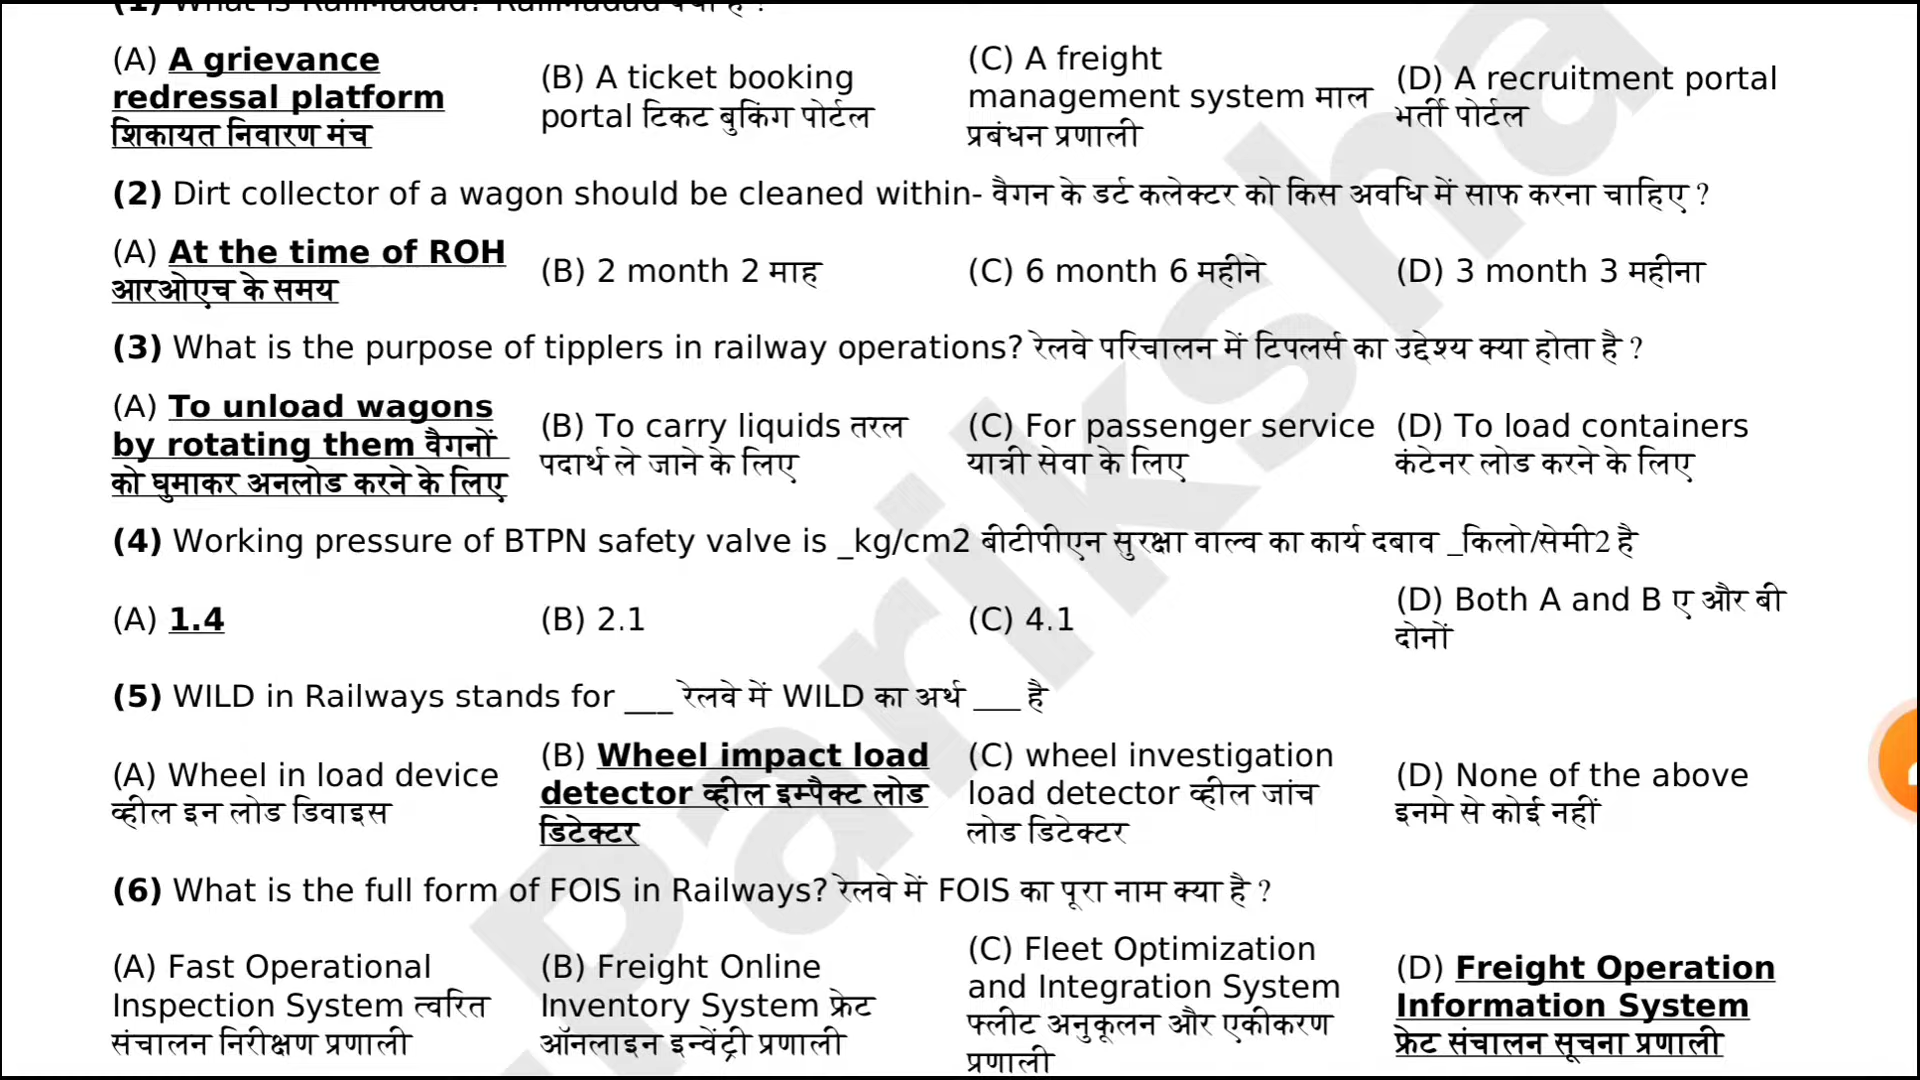 (1) What is RailMadad? RailMadad क्या है ?
(A) A grievance
redressal platform
शिकायत निवारण मंच
(B) A ticket booking
portal टिकट बुकिंग पोर्टल
(C) A freight
management system माल
प्रबंधन प्रणाली
(D) A recruitment portal
भर्ती पोर्टल
(2) Dirt collector of a wagon should be cleaned within- वैगन के डर्ट कलेक्टर को किस अवधि में साफ करना चाहिए ?
(A) At the time of ROH
आरओएच के समय
(B) 2 month 2 माह
(C) 6 month 6 महीने
(D) 3 month 3 महीना
(3) What is the purpose of tipplers in railway operations? रेलवे परिचालन में टिपलर्स का उद्देश्य क्या होता है ?
(A) To unload wagons
by rotating them वैगनों
को घुमाकर अनलोड करने के लिए
(B) To carry liquids तरल
पदार्थ ले जाने के लिए
(C) For passenger service
यात्री सेवा के लिए
(D) To load containers
कंटेनर लोड करने के लिए
(4) Working pressure of BTPN safety valve is _kg/cm2 बीटीपीएन सुरक्षा वाल्व का कार्य दबाव _किलो/सेमी2 है
(A) 1.4
(B) 2.1
(C) 4.1
(D) Both A and B ए और बी
दोनों
(5) WILD in Railways stands for ___ रेलवे में WILD का अर्थ ___ है
(A) Wheel in load device
व्हील इन लोड डिवाइस
(B) Wheel impact load
detector व्हील इम्पैक्ट लोड
डिटेक्टर
(C) wheel investigation
load detector व्हील जांच
लोड डिटेक्टर
(D) None of the above
इनमे से कोई नहीं
(6) What is the full form of FOIS in Railways? रेलवे में FOIS का पूरा नाम क्या है ?
(A) Fast Operational
Inspection System त्वरित
संचालन निरीक्षण प्रणाली
(B) Freight Online
Inventory System फ्रेट
ऑनलाइन इन्वेंट्री प्रणाली
(C) Fleet Optimization
and Integration System
फ्लीट अनुकूलन और एकीकरण
प्रणाली
(D) Freight Operation
Information System
फ्रेट संचालन सूचना प्रणाली
Pariksha